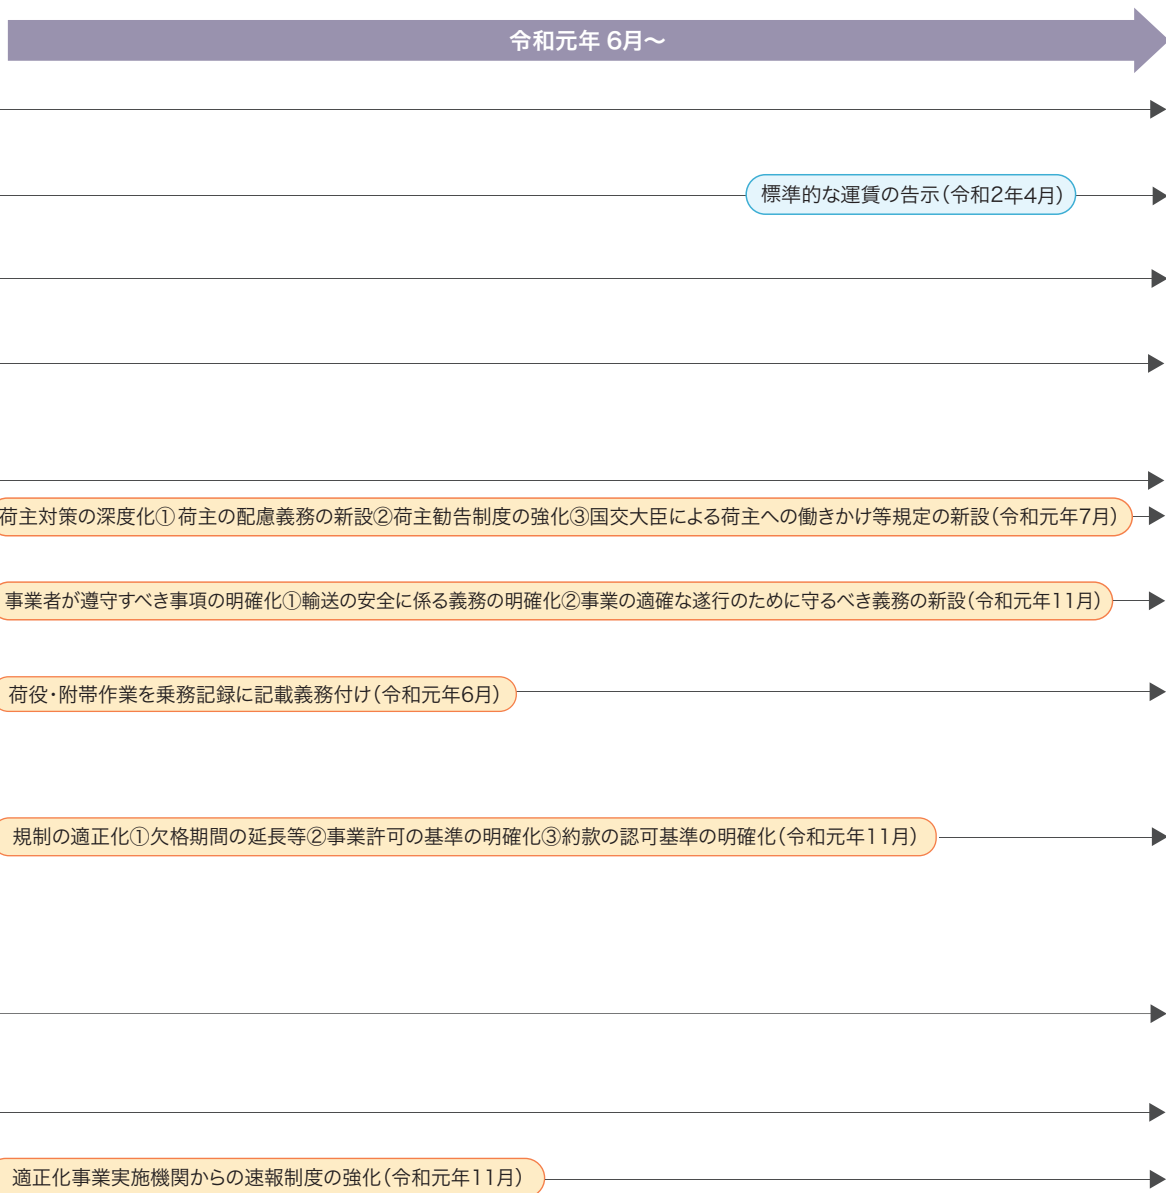 令和元年 6月～
標準的な運賃の告示(令和2年4月)
荷主対策の深度化①荷主の配慮義務の新設②荷主勧告制度の強化③国交大臣による荷主への働きかけ等規定の新設(令和元年7月)
事業者が遵守すべき事項の明確化①輸送の安全に係る義務の明確化②事業の適確な遂行のために守るべき義務の新設(令和元年11月)
荷役・附帯作業を乗務記録に記載義務付け(令和元年6月)
規制の適正化①欠格期間の延長等②事業許可の基準の明確化③約款の認可基準の明確化(令和元年11月)
適正化事業実施機関からの速報制度の強化(令和元年11月)